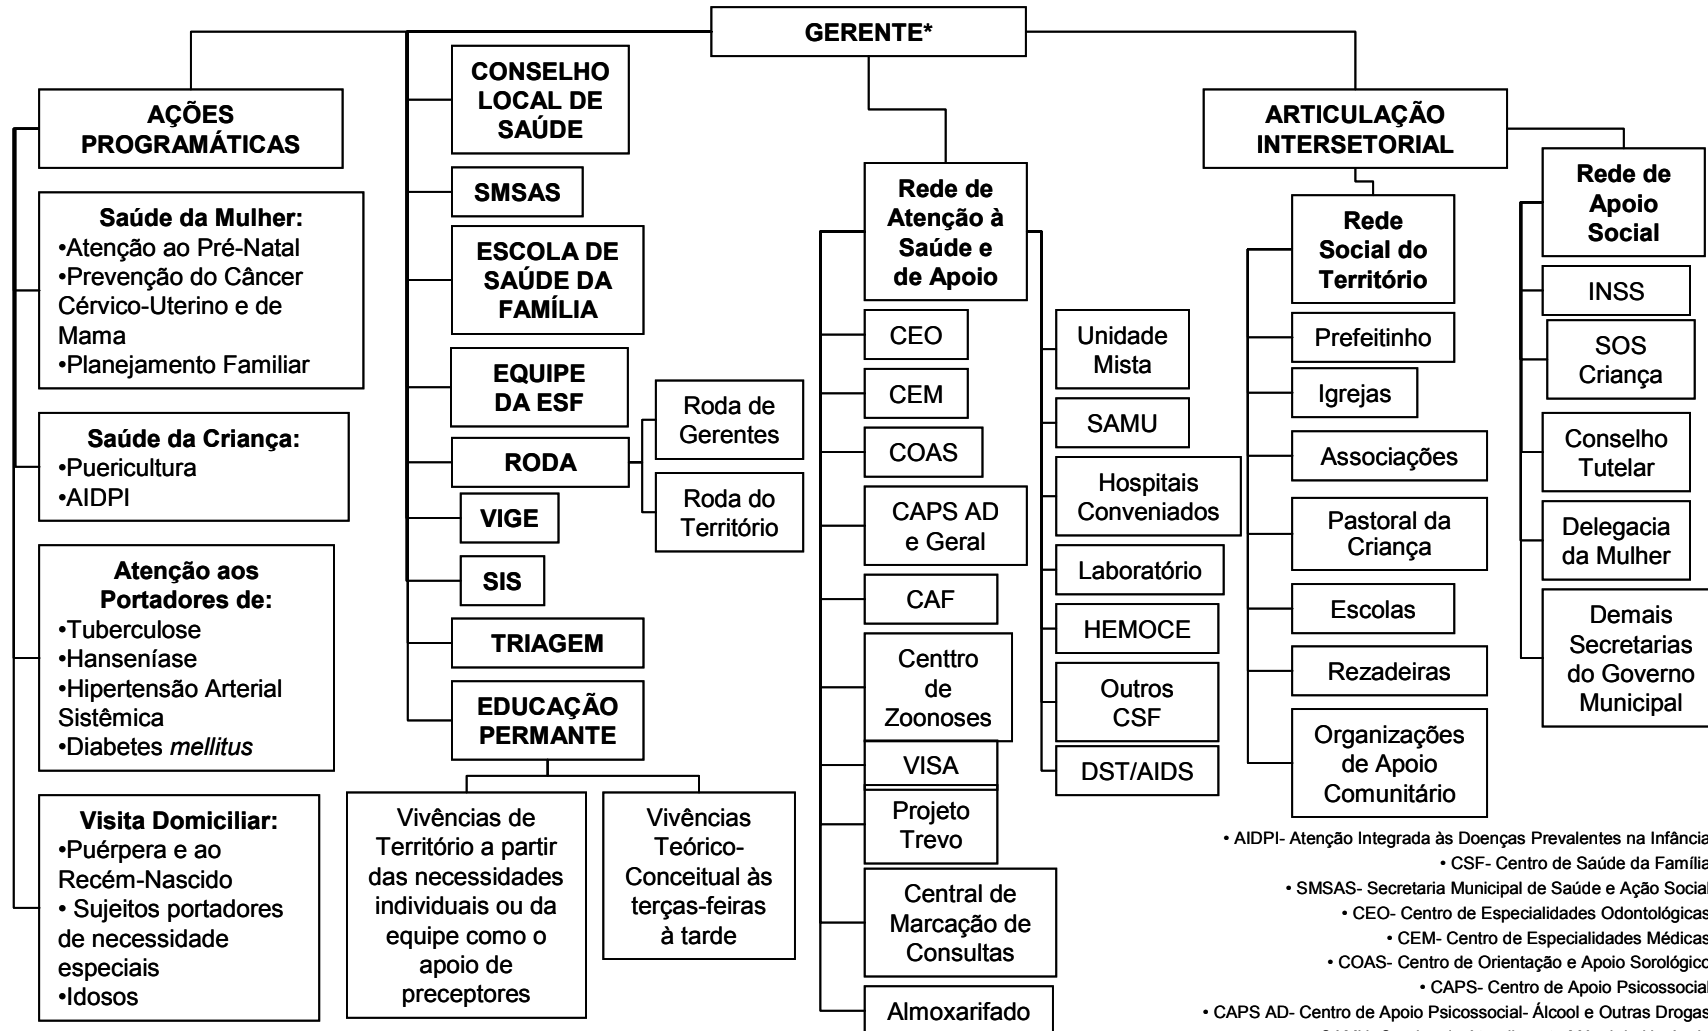 GERENTE*
AÇÕES
PROGRAMÁTICAS
Saúde da Mulher:
•Atenção ao Pré-Natal
•Prevenção do Câncer
Cérvico-Uterino e de
Mama
•Planejamento Familiar
Saúde da Criança:
•Puericultura
•AIDPI
Atenção aos
Portadores de:
•Tuberculose
•Hanseníase
•Hipertensão Arterial
Sistêmica
•Diabetes mellitus
Visita Domiciliar:
•Puérpera e ao
Recém-Nascido
• Sujeitos portadores
de necessidade
especiais
•Idosos
CONSELHO
LOCAL DE
SAÚDE
SMSAS
ESCOLA DE
SAÚDE DA
FAMÍLIA
EQUIPE
DA ESF
RODA
Roda de
Gerentes
Roda do
Território
VIGE
SIS
TRIAGEM
EDUCAÇÃO
PERMANTE
Vivências de
Território a partir
das necessidades
individuais ou da
equipe como o
apoio de
preceptores
Vivências
Teórico-
Conceitual às
terças-feiras
à tarde
Rede de
Atenção à
Saúde e
de Apoio
CEO
CEM
COAS
CAPS AD
e Geral
CAF
Centtro
de
Zoonoses
VISA
Projeto
Trevo
Central de
Marcação de
Consultas
Almoxarifado
Unidade
Mista
SAMU
Hospitais
Conveniados
Laboratório
HEMOCE
Outros
CSF
DST/AIDS
ARTICULAÇÃO
INTERSETORIAL
Rede
Social do
Território
Prefeitinho
Igrejas
Associações
Pastoral da
Criança
Escolas
Rezadeiras
Organizações
de Apoio
Comunitário
Rede de
Apoio
Social
INSS
SOS
Criança
Conselho
Tutelar
Delegacia
da Mulher
Demais
Secretarias
do Governo
Municipal
• AIDPI- Atenção Integrada às Doenças Prevalentes na Infância
• CSF- Centro de Saúde da Família
• SMSAS- Secretaria Municipal de Saúde e Ação Social
• CEO- Centro de Especialidades Odontológicas
• CEM- Centro de Especialidades Médicas
• COAS- Centro de Orientação e Apoio Sorológico
• CAPS- Centro de Apoio Psicossocial
• CAPS AD- Centro de Apoio Psicossocial- Álcool e Outras Drogas